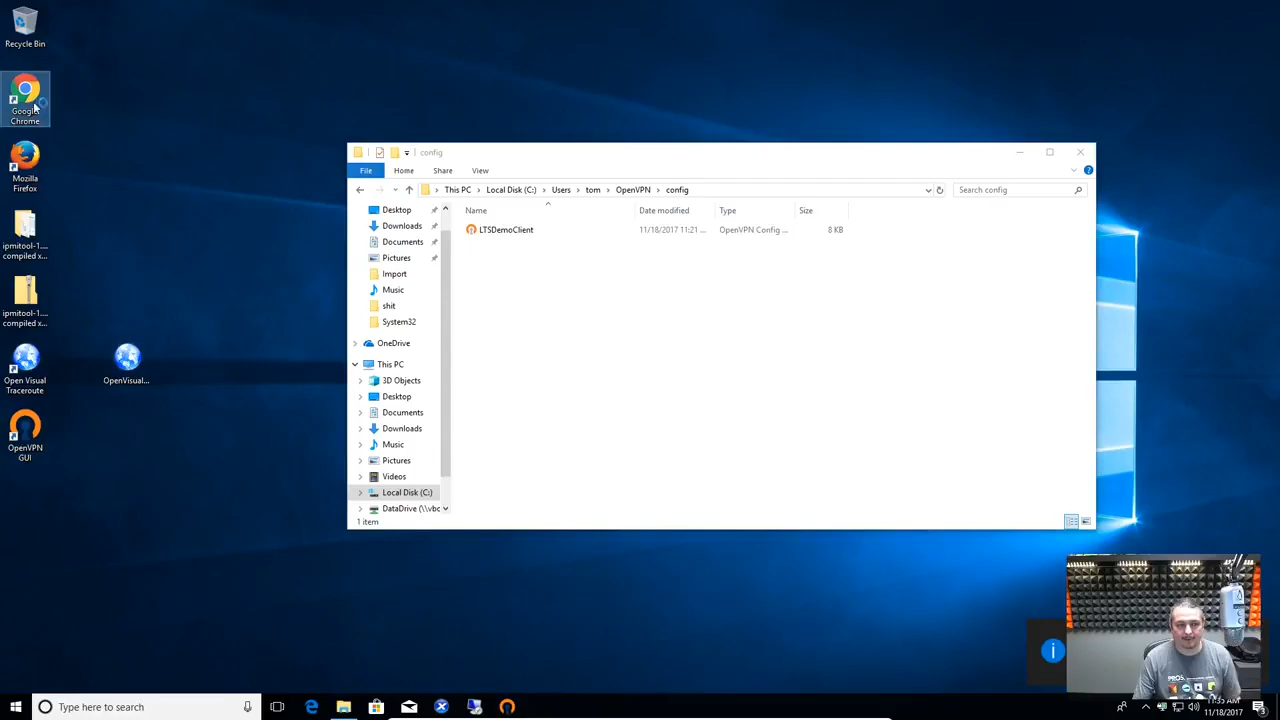 Recycle Bin
Google
Chrome
Mozilla
Firefox
ipmitool-1....
compiled x...
ipmitool-1....
compiled x...
Open Visual
Traceroute
OpenVisual...
OpenVPN
GUI
config
File
Home
Share
View
This PC
Local Disk (C:)
Users
tom
OpenVPN
config
Search config
Name
Date modified
Type
Size
LTSDemoClient
11/18/2017 11:21 ...
OpenVPN Config ...
8 KB
Desktop
Downloads
Documents
Pictures
Import
Music
shit
System32
OneDrive
This PC
3D Objects
Desktop
Documents
Downloads
Music
Pictures
Videos
Local Disk (C:)
DataDrive (\\vbc
1 item
Type here to search
11:35 AM
11/18/2017